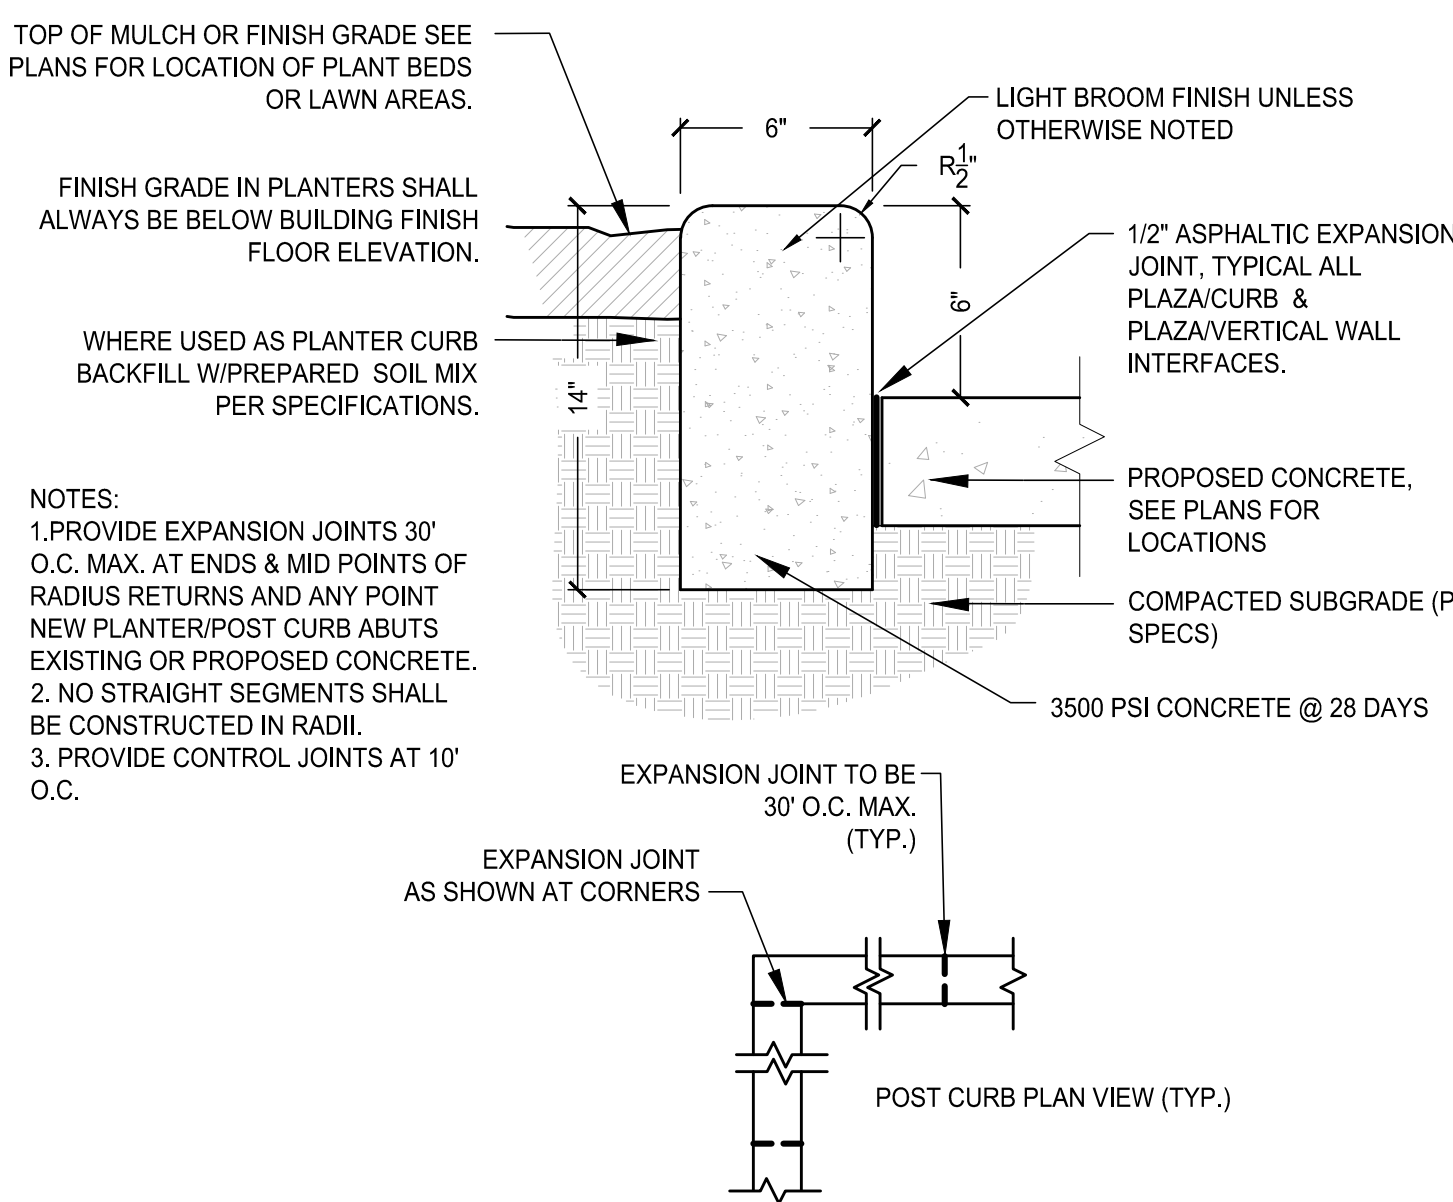 TOP OF MULCH OR FINISH GRADE SEE
PLANS FOR LOCATION OF PLANT BEDS
OR LAWN AREAS.
FINISH GRADE IN PLANTERS SHALL
ALWAYS BE BELOW BUILDING FINISH
FLOOR ELEVATION.
WHERE USED AS PLANTER CURB
BACKFILL W/PREPARED SOIL MIX
PER SPECIFICATIONS.
NOTES:
1.PROVIDE EXPANSION JOINTS 30'
O.C. MAX. AT ENDS & MID POINTS OF
RADIUS RETURNS AND ANY POINT
NEW PLANTER/POST CURB ABUTS
EXISTING OR PROPOSED CONCRETE.
2. NO STRAIGHT SEGMENTS SHALL
BE CONSTRUCTED IN RADII.
3. PROVIDE CONTROL JOINTS AT 10'
O.C.
6"
14"
R1/2"
6"
LIGHT BROOM FINISH UNLESS
OTHERWISE NOTED
1/2" ASPHALTIC EXPANSION
JOINT, TYPICAL ALL
PLAZA/CURB &
PLAZA/VERTICAL WALL
INTERFACES.
PROPOSED CONCRETE,
SEE PLANS FOR
LOCATIONS
COMPACTED SUBGRADE (P
SPECS)
3500 PSI CONCRETE @ 28 DAYS
EXPANSION JOINT TO BE
30' O.C. MAX.
(TYP.)
EXPANSION JOINT
AS SHOWN AT CORNERS
POST CURB PLAN VIEW (TYP.)